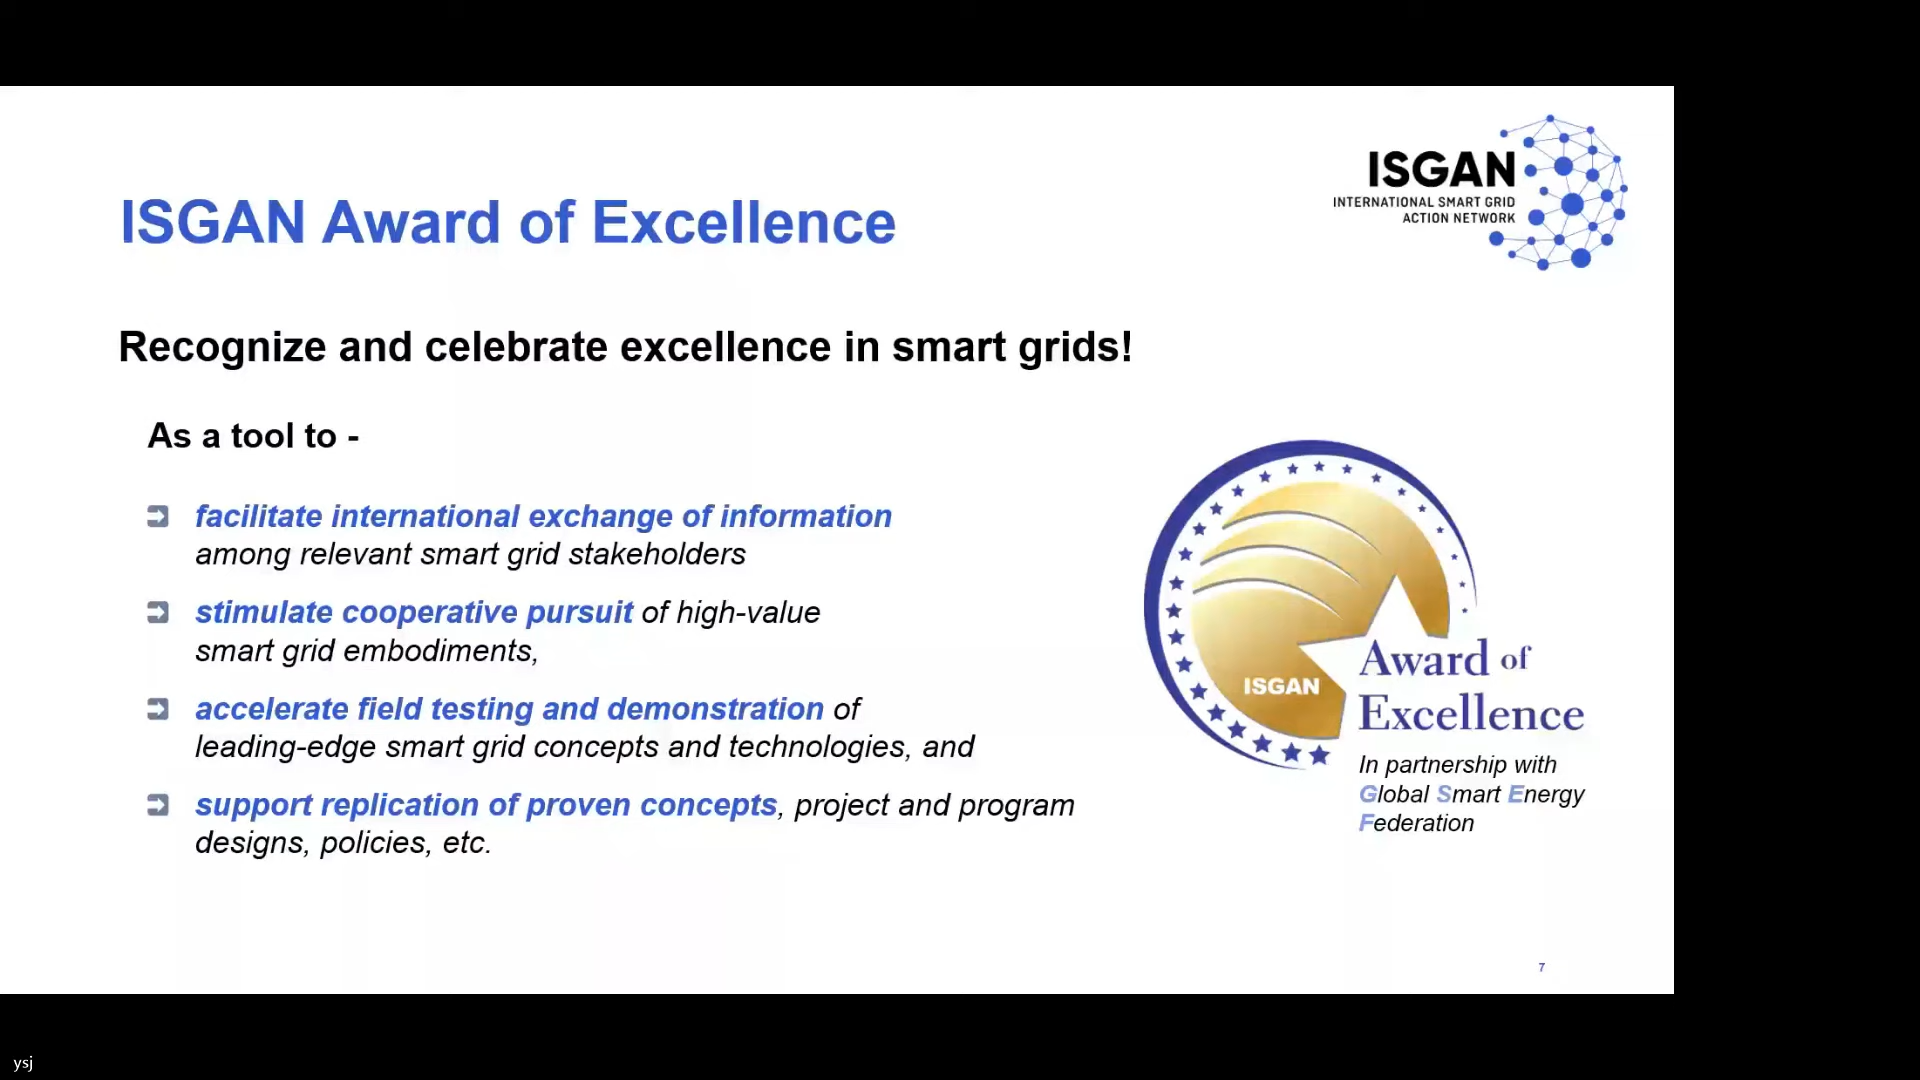 ISGAN
INTERNATIONAL SMART GRID
ACTION NETWORK
ISGAN Award of Excellence
Recognize and celebrate excellence in smart grids!
As a tool to -
facilitate international exchange of information
among relevant smart grid stakeholders
stimulate cooperative pursuit of high-value
smart grid embodiments,
accelerate field testing and demonstration of
leading-edge smart grid concepts and technologies, and
support replication of proven concepts, project and program
designs, policies, etc.
ISGAN
Award of
Excellence
In partnership with
Global Smart Energy
Federation
7
ysj